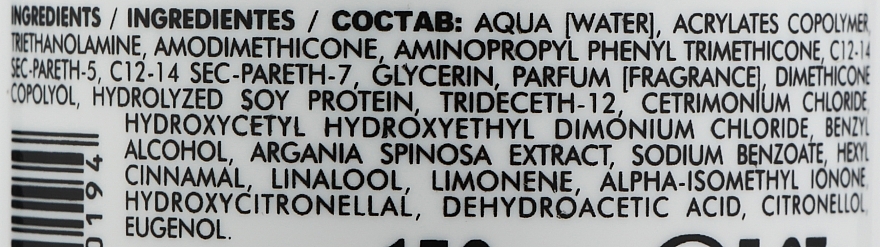 INGREDIENTS / INGREDIENTES / СОСТАВ: AQUA [WATER], ACRYLATES COPOLYMER,
TRIETHANOLAMINE, AMODIMETHICONE, AMINOPROPYL PHENYL TRIMETHICONE, C12-14
SEC-PARETH-5, C12-14 SEC-PARETH-7, GLYCERIN, PARFUM [FRAGRANCE], DIMETHICONE
COPOLYOL, HYDROLYZED SOY PROTEIN, TRIDECETH-12, CETRIMONIUM CHLORIDE,
HYDROXYCETYL HYDROXYETHYL DIMONIUM CHLORIDE, BENZYL
ALCOHOL, ARGANIA SPINOSA EXTRACT, SODIUM BENZOATE, HEXYL
CINNAMAL, LINALOOL, LIMONENE, ALPHA-ISOMETHYL IONONE,
HYDROXYCITRONELLAL, DEHYDROACETIC ACID, CITRONELLOL,
EUGENOL.
0194